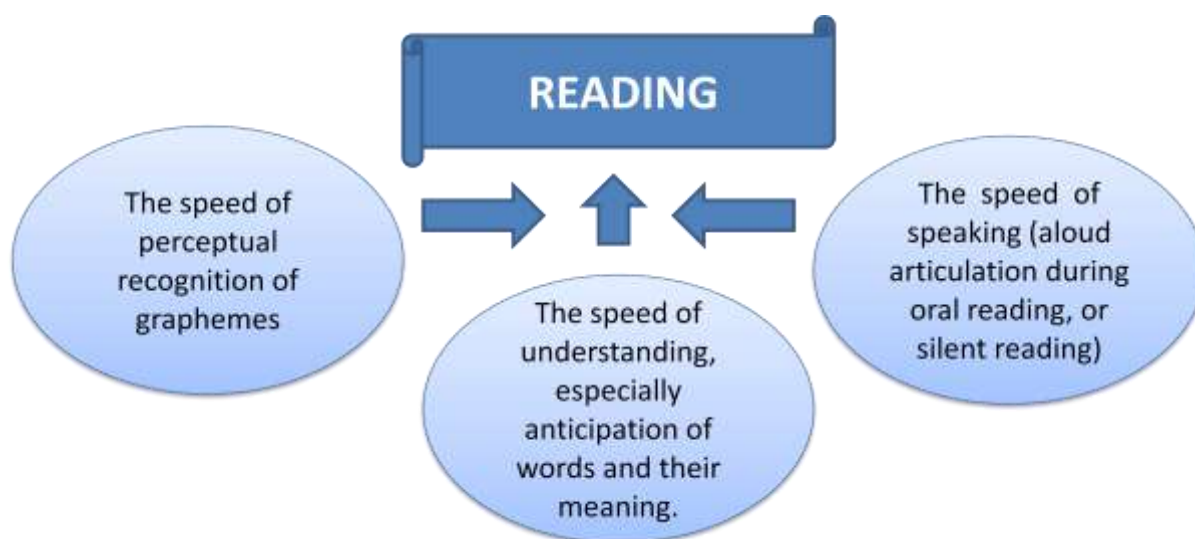 READING
The speed of
perceptual
recognition of
graphemes
The speed of
understanding,
especially
anticipation of
words and their
meaning.
The speed of
speaking (aloud
articulation during
oral reading, or
silent reading)